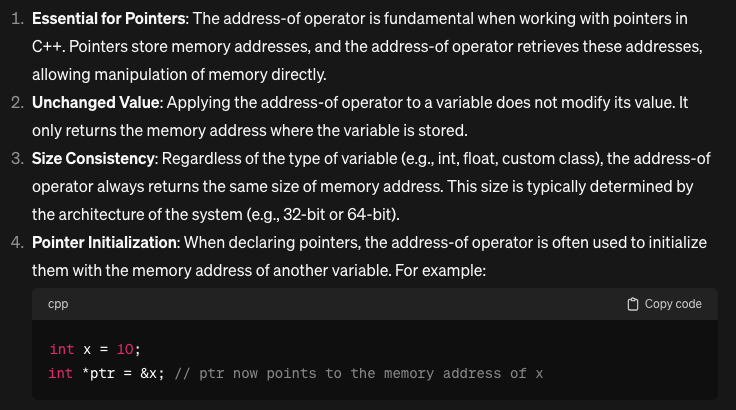 1. Essential for Pointers: The address-of operator is fundamental when working with pointers in
C++. Pointers store memory addresses, and the address-of operator retrieves these addresses,
allowing manipulation of memory directly.
2. Unchanged Value: Applying the address-of operator to a variable does not modify its value. It
only returns the memory address where the variable is stored.
3. Size Consistency: Regardless of the type of variable (e.g., int, float, custom class), the address-of
operator always returns the same size of memory address. This size is typically determined by
the architecture of the system (e.g., 32-bit or 64-bit).
4. Pointer Initialization: When declaring pointers, the address-of operator is often used to initialize
them with the memory address of another variable. For example:
cpp Copy code
int x = 10;
int *ptr = &x; // ptr now points to the memory address of x